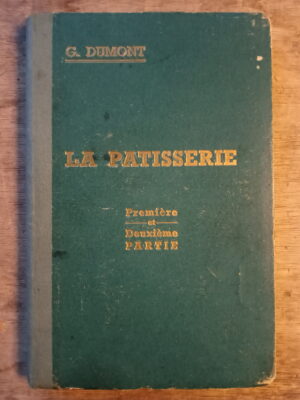 G. DUMONT
LA PATISSERIE
Première
et
Deuxième
PARTIE